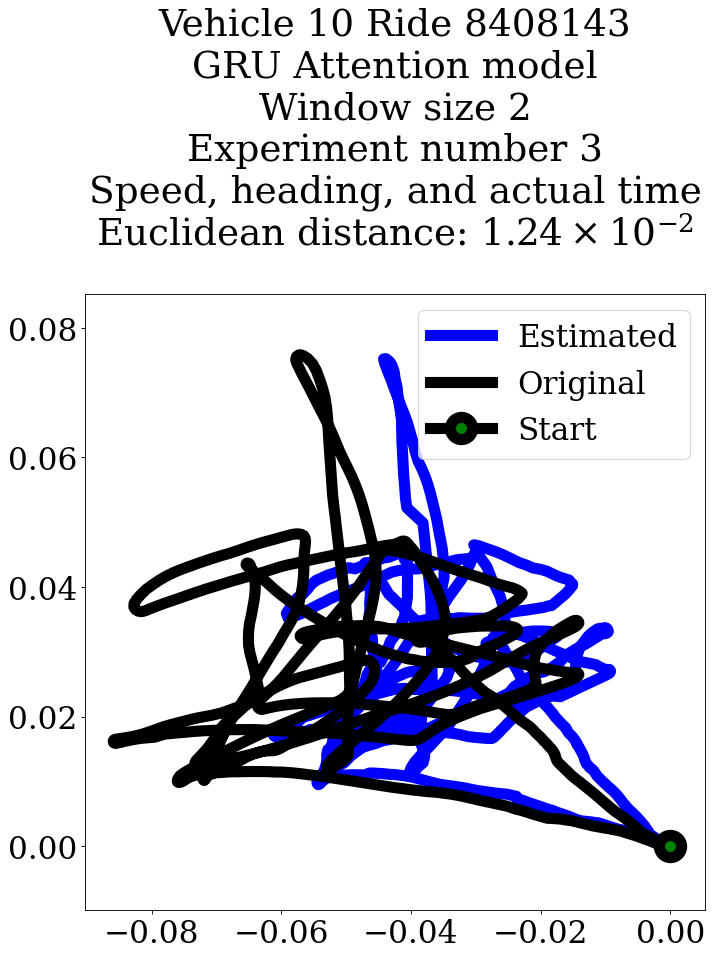 Vehicle 10 Ride 8408143
GRU Attention model
Window size 2
Experiment number 3
Speed, heading, and actual time
Euclidean distance: 1.24 × 10⁻²
Estimated
Original
Start
0.08
0.06
0.04
0.02
0.00
−0.08 −0.06 −0.04 −0.02 0.00